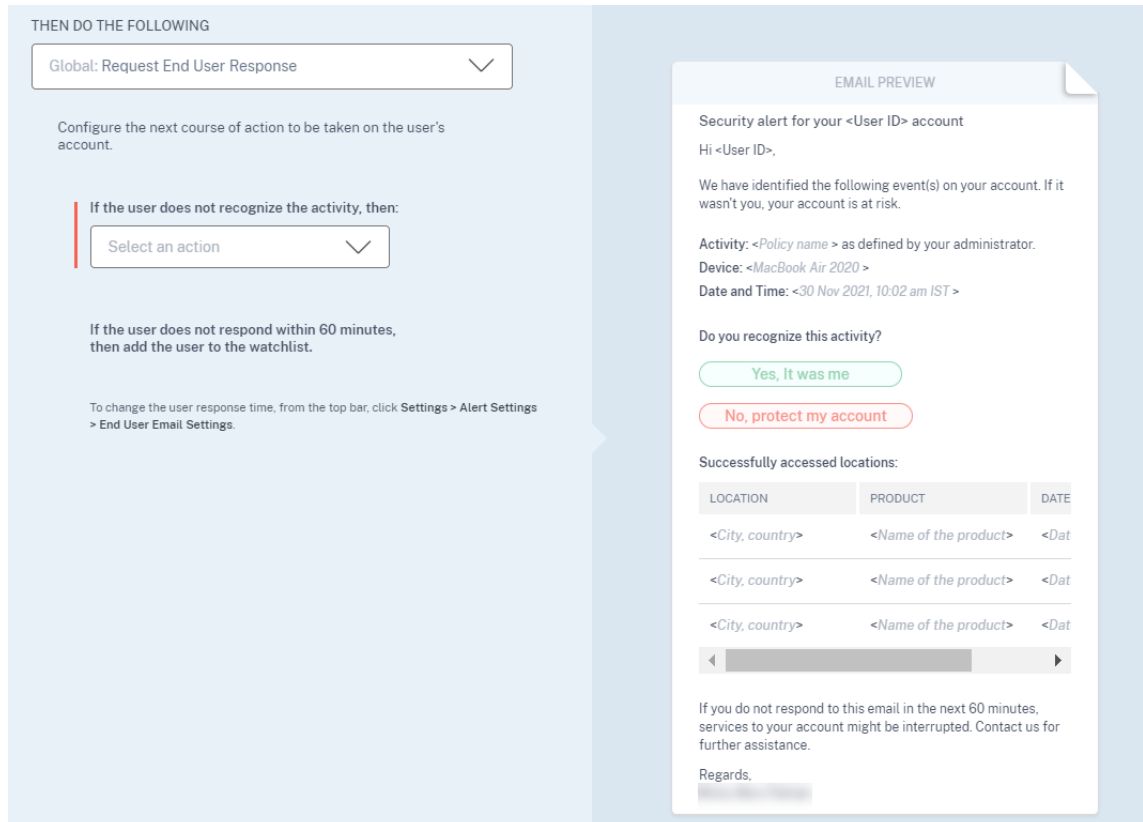 THEN DO THE FOLLOWING
Global: Request End User Response
Configure the next course of action to be taken on the user's
account.
If the user does not recognize the activity, then:
Select an action
If the user does not respond within 60 minutes,
then add the user to the watchlist.
To change the user response time, from the top bar, click Settings > Alert Settings
> End User Email Settings.
EMAIL PREVIEW
Security alert for your <User ID> account
Hi <User ID>,
We have identified the following event(s) on your account. If it
wasn't you, your account is at risk.
Activity: <Policy name > as defined by your administrator.
Device: <MacBook Air 2020 >
Date and Time: <30 Nov 2021, 10:02 am IST >
Do you recognize this activity?
Yes, It was me
No, protect my account
Successfully accessed locations:
LOCATION PRODUCT DATE
<City, country> <Name of the product> <Dat
<City, country> <Name of the product> <Dat
<City, country> <Name of the product> <Dat
If you do not respond to this email in the next 60 minutes,
services to your account might be interrupted. Contact us for
further assistance.
Regards,